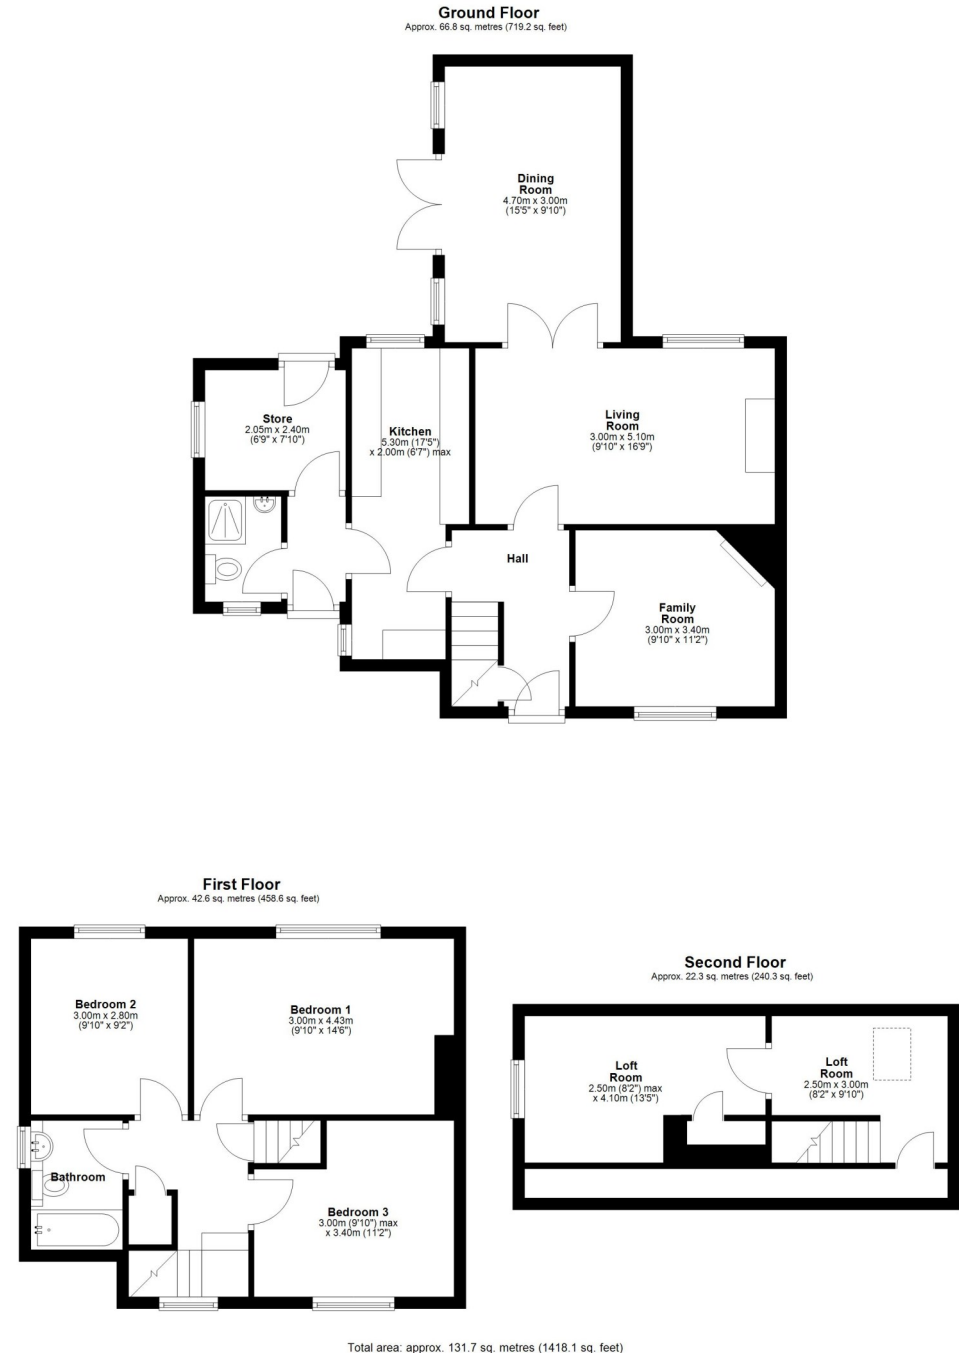 Ground Floor
Approx. 66.8 sq. metres (719.2 sq. feet)
Dining
Room
4.70m x 3.00m
(15'5" x 9'10")
Store
2.05m x 2.40m
(6'9" x 7'10")
Kitchen
5.30m (17'5")
x 2.00m (6'7") max
Living
Room
3.00m x 5.10m
(9'10" x 16'9")
Hall
Family
Room
3.00m x 3.40m
(9'10" x 11'2")
First Floor
Approx. 42.6 sq. metres (458.6 sq. feet)
Bedroom 2
3.00m x 2.80m
(9'10" x 9'2")
Bedroom 1
3.00m x 4.43m
(9'10" x 14'6")
Bathroom
Bedroom 3
3.00m (9'10") max
x 3.40m (11'2")
Second Floor
Approx. 22.3 sq. metres (240.3 sq. feet)
Loft
Room
2.50m (8'2") max
x 4.10m (13'5")
Loft
Room
2.50m x 3.00m
(8'2" x 9'10")
Total area: approx. 131.7 sq. metres (1418.1 sq. feet)